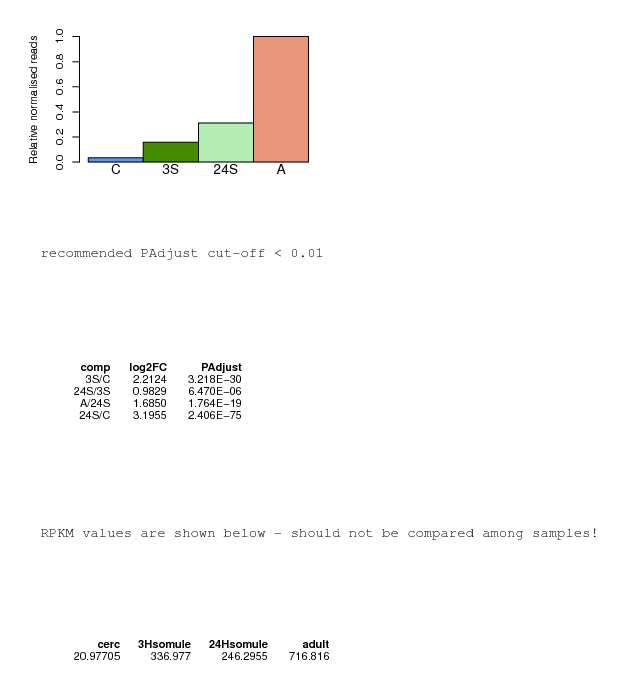 Relative normalised reads
1.0
0.8
0.6
0.4
0.2
0.0
C 3S 24S A
recommended PAdjust cut-off < 0.01
comp log2FC PAdjust
3S/C 2.2124 3.218E-30
24S/3S 0.9829 6.470E-06
A/24S 1.6850 1.764E-19
24S/C 3.1955 2.406E-75
RPKM values are shown below - should not be compared among samples!
cerc 3Hsomule 24Hsomule adult
20.97705 336.977 246.2955 716.816